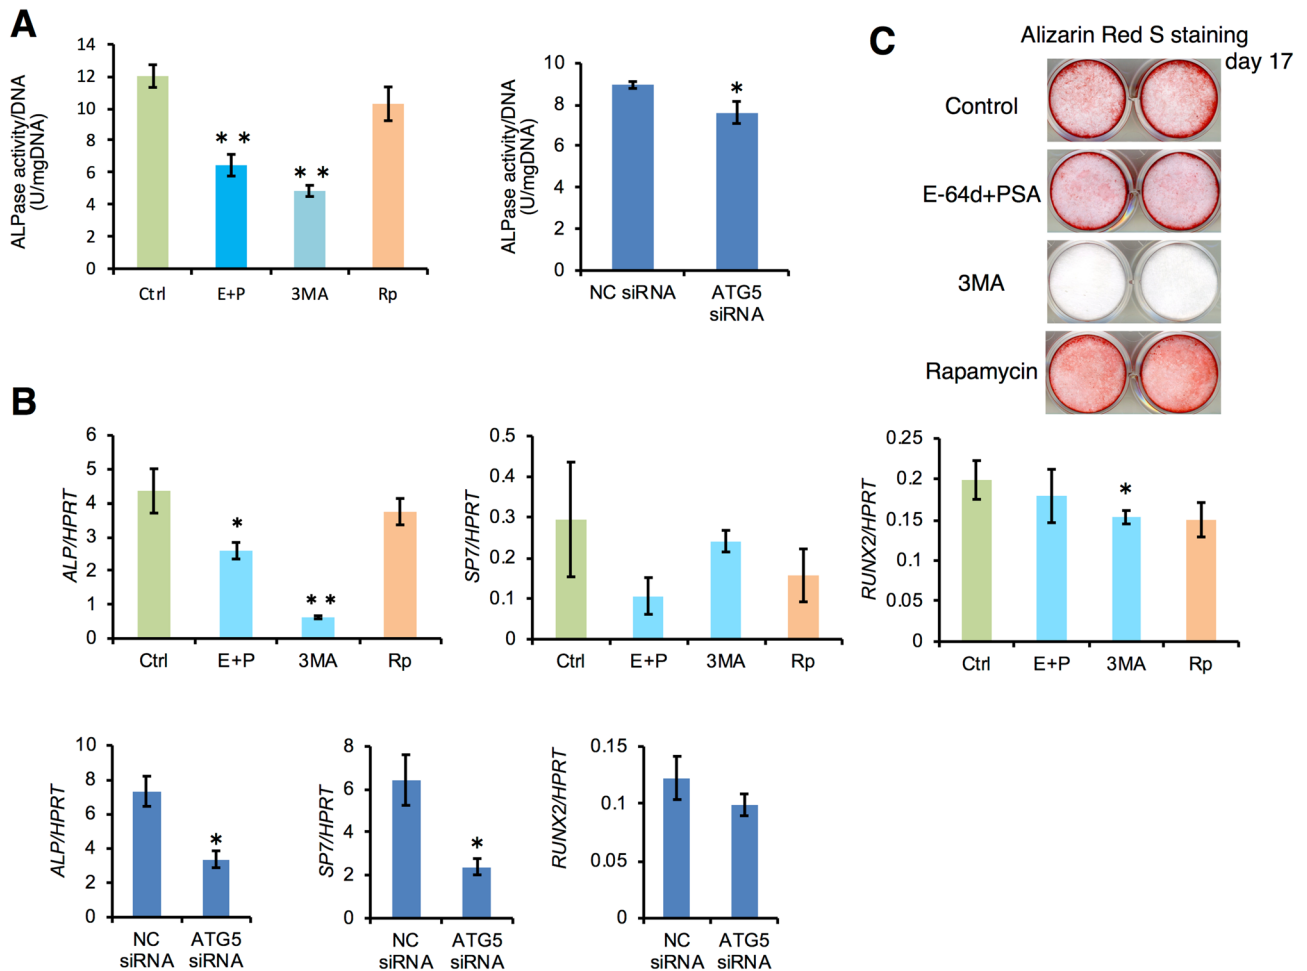 A
ALPase activity/DNA
(U/mgDNA)
14
12
10
8
6
4
2
0
* *
* *
Ctrl
E+P
3MA
Rp
ALPase activity/DNA
(U/mgDNA)
10
8
6
4
2
0
*
NC siRNA
ATG5
siRNA
C
Alizarin Red S staining
day 17
Control
E-64d+PSA
3MA
Rapamycin
B
ALP/HPRT
6
5
4
3
2
1
0
*
* *
Ctrl
E+P
3MA
Rp
SP7/HPRT
0.5
0.4
0.3
0.2
0.1
0
Ctrl
E+P
3MA
Rp
RUNX2/HPRT
0.25
0.2
0.15
0.1
0.05
0
*
Ctrl
E+P
3MA
Rp
ALP/HPRT
10
8
6
4
2
0
*
NC
siRNA
ATG5
siRNA
SP7/HPRT
8
6
4
2
0
*
NC
siRNA
ATG5
siRNA
RUNX2/HPRT
0.15
0.1
0.05
0
NC
siRNA
ATG5
siRNA